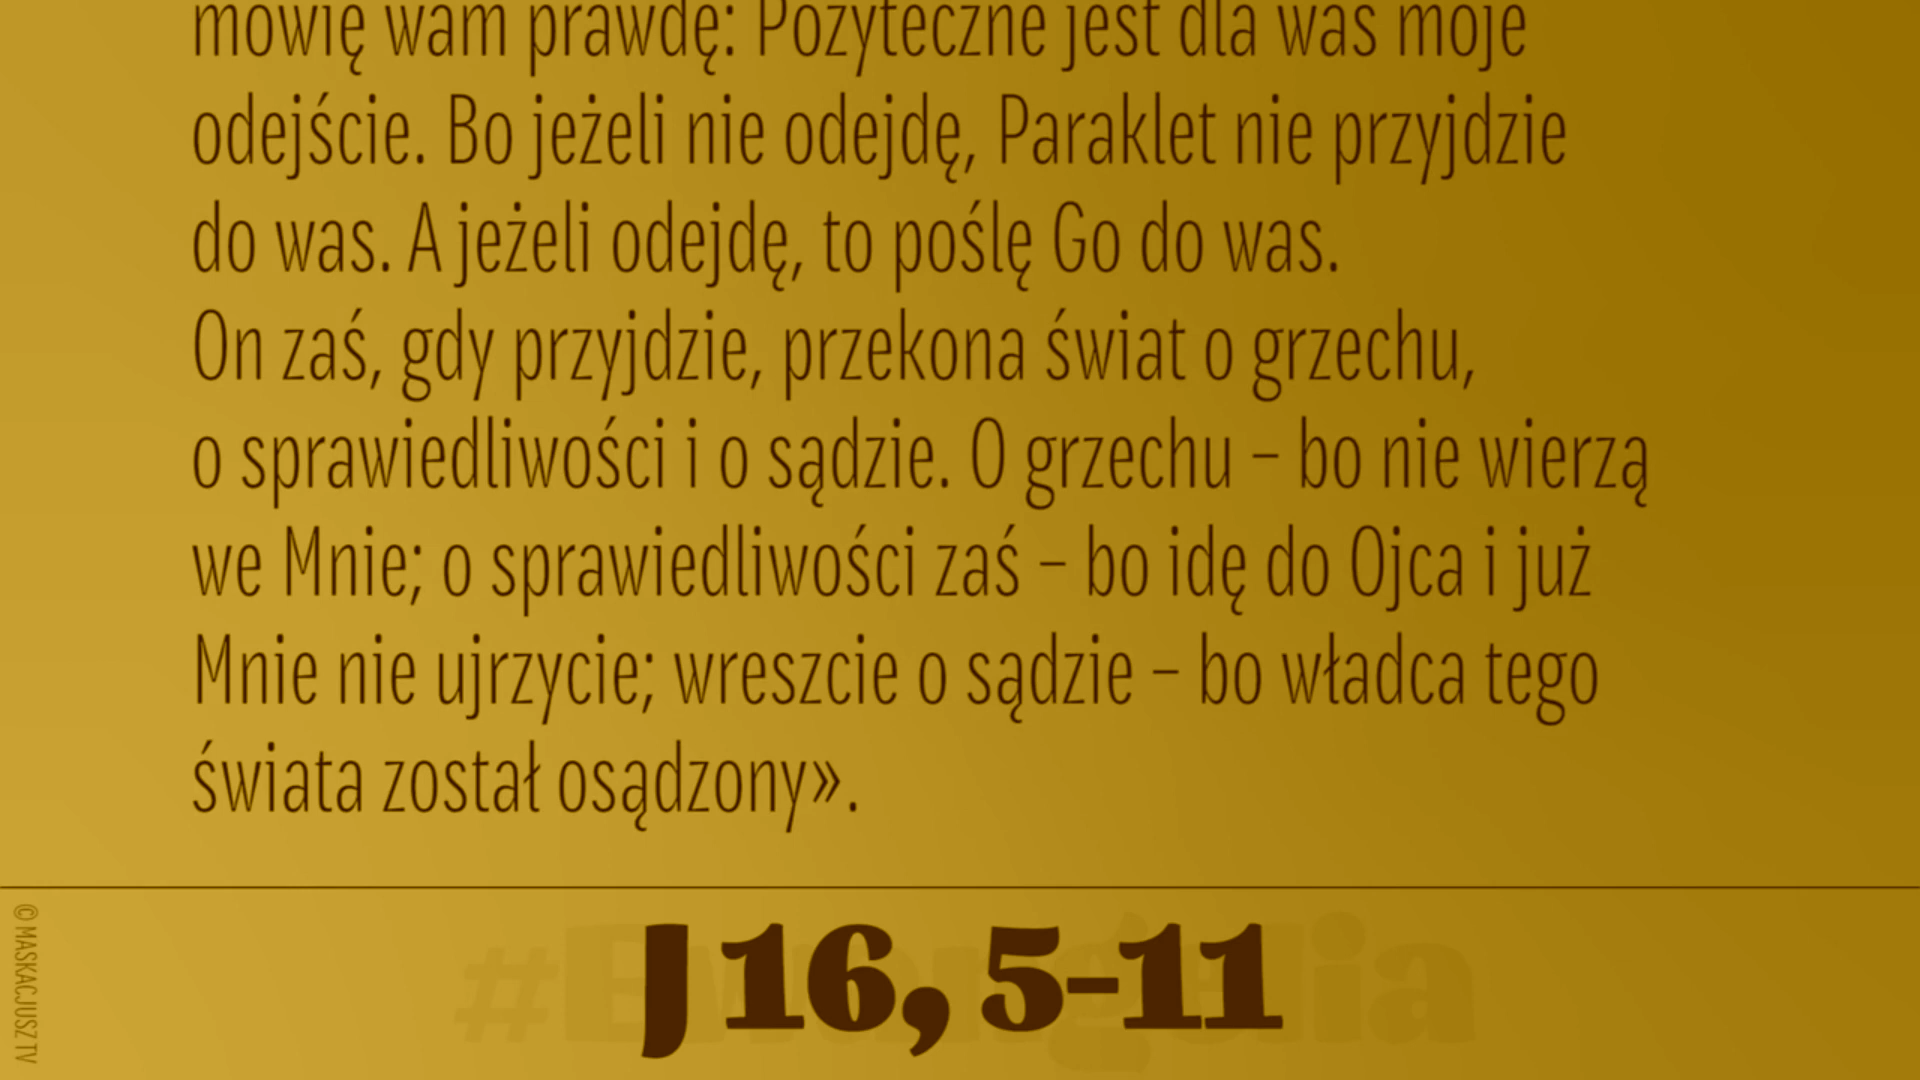 mówię wam prawdę: Pożyteczne jest dla was moje
odejście. Bo jeżeli nie odejdę, Paraklet nie przyjdzie
do was. A jeżeli odejdę, to poślę Go do was.
On zaś, gdy przyjdzie, przekona świat o grzechu,
o sprawiedliwości i o sądzie. O grzechu – bo nie wierzą
we Mnie; o sprawiedliwości zaś – bo idę do Ojca i już
Mnie nie ujrzycie; wreszcie o sądzie – bo władca tego
świata został osądzony».
#Ewangelia
J 16, 5-11
© MASKACJUSZ TV